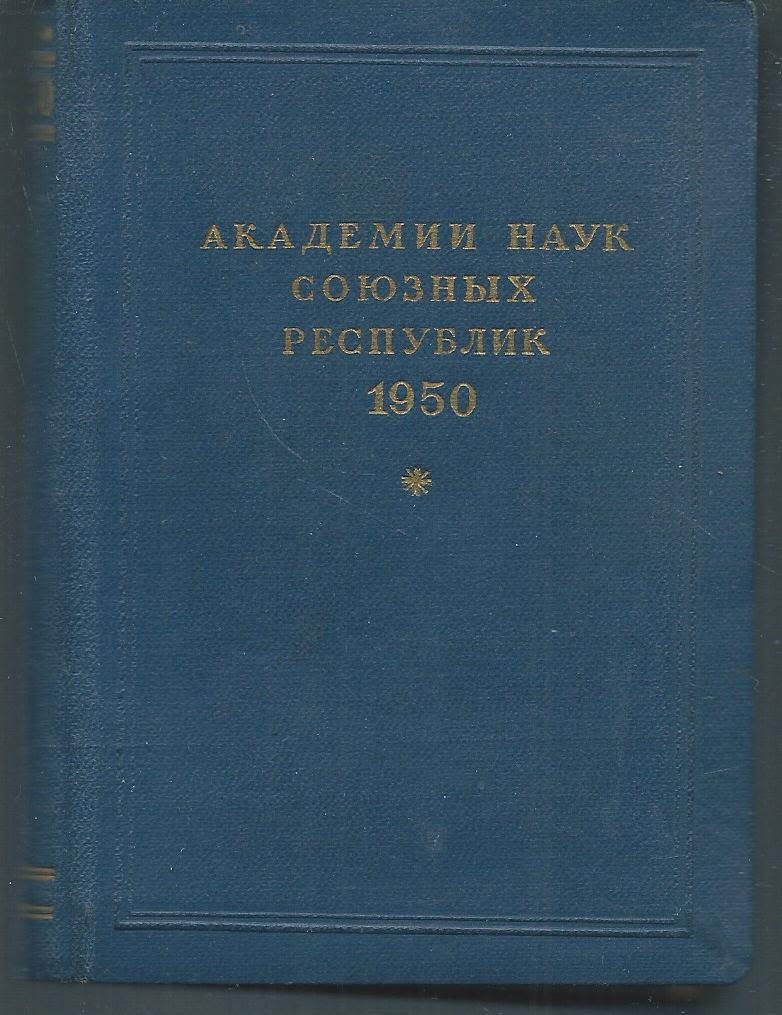 АКАДЕМИИ НАУК
СОЮЗНЫХ
РЕСПУБЛИК
1950